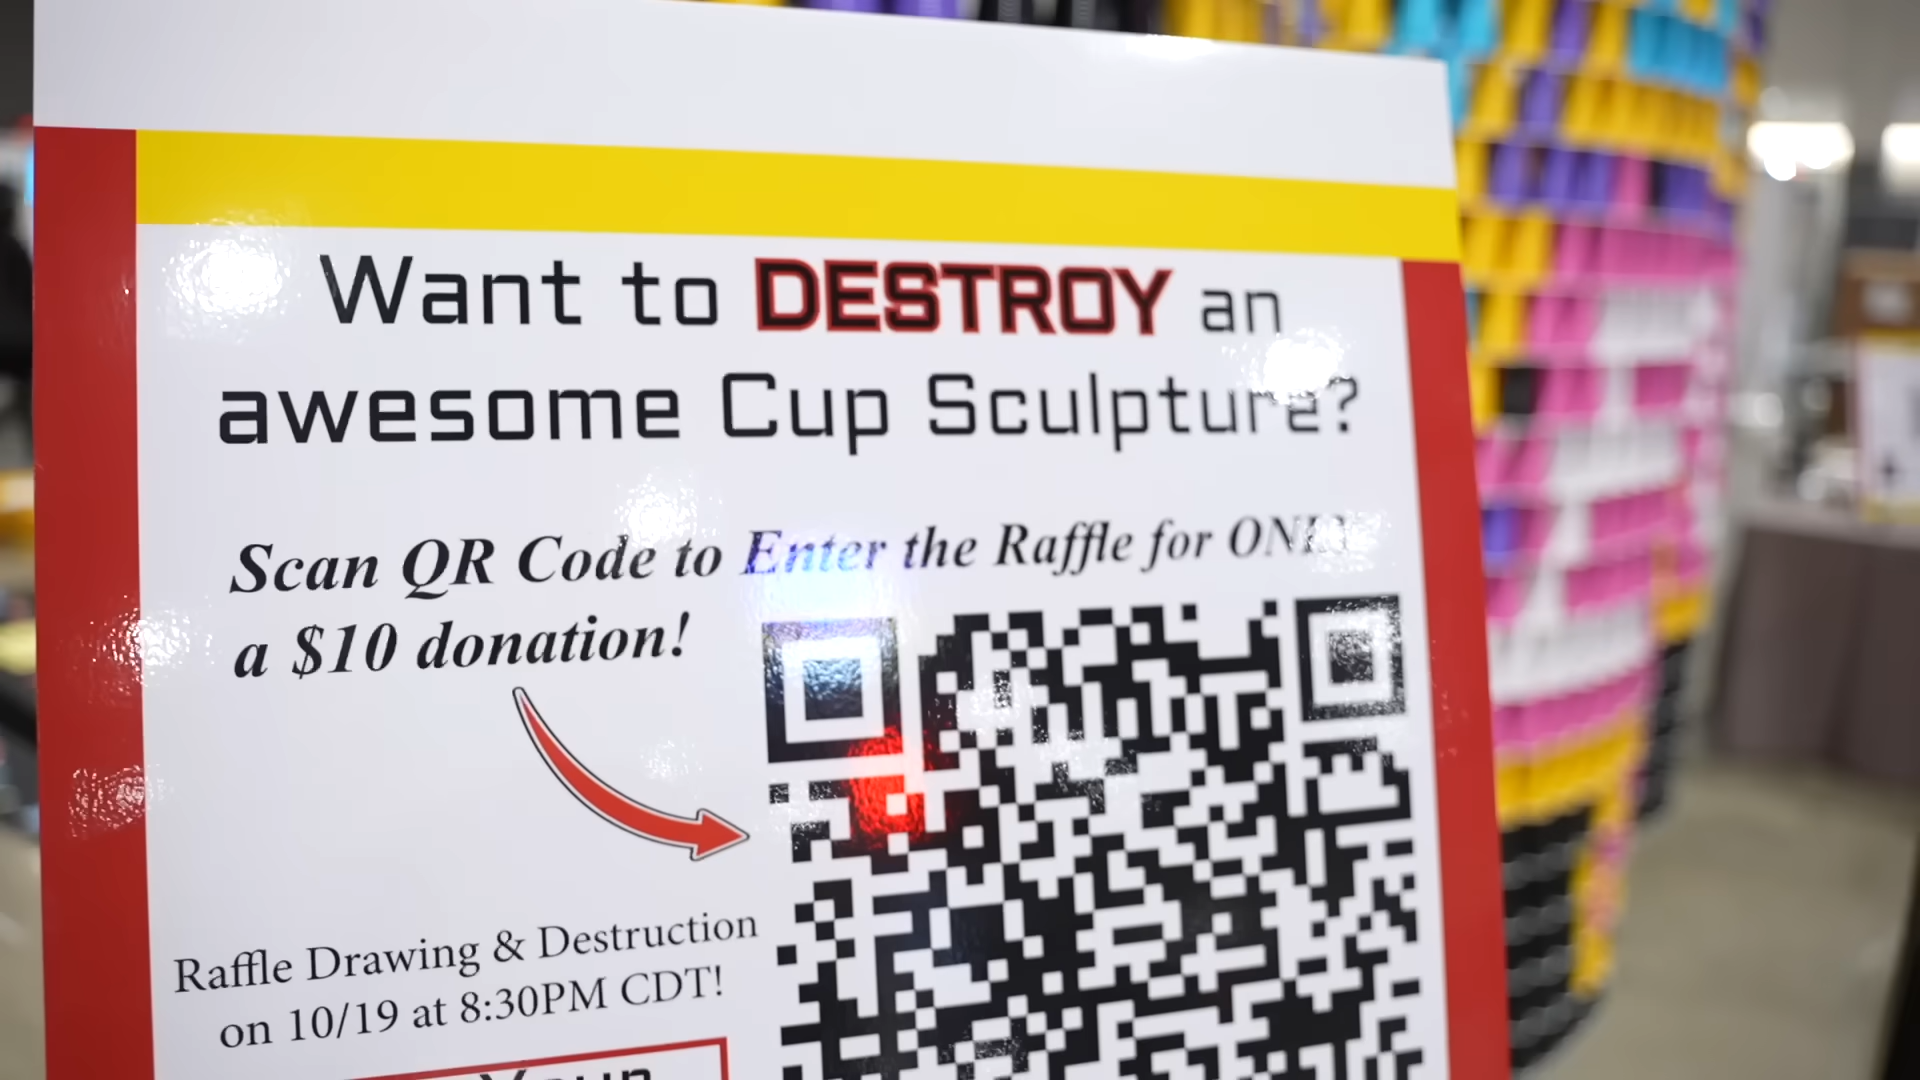 Want to DESTROY an
awesome Cup Sculpture?
Scan QR Code to Enter the Raffle for ONLY
a $10 donation!
Raffle Drawing & Destruction
on 10/19 at 8:30PM CDT!
Your